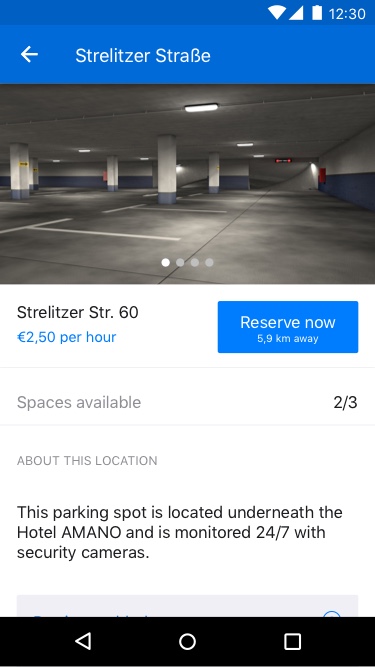 12:30
Strelitzer Straße
Strelitzer Str. 60
€2,50 per hour
Reserve now
5,9 km away
Spaces available
2/3
ABOUT THIS LOCATION
This parking spot is located underneath the
Hotel AMANO and is monitored 24/7 with
security cameras.